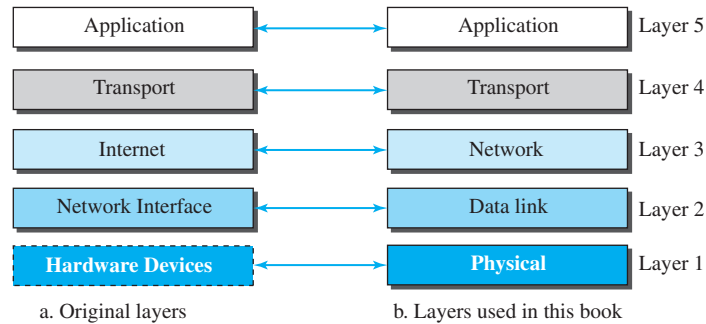 Application Application Layer 5
Transport Transport Layer 4
Internet Network Layer 3
Network Interface Data link Layer 2
Hardware Devices Physical Layer 1
a. Original layers b. Layers used in this book